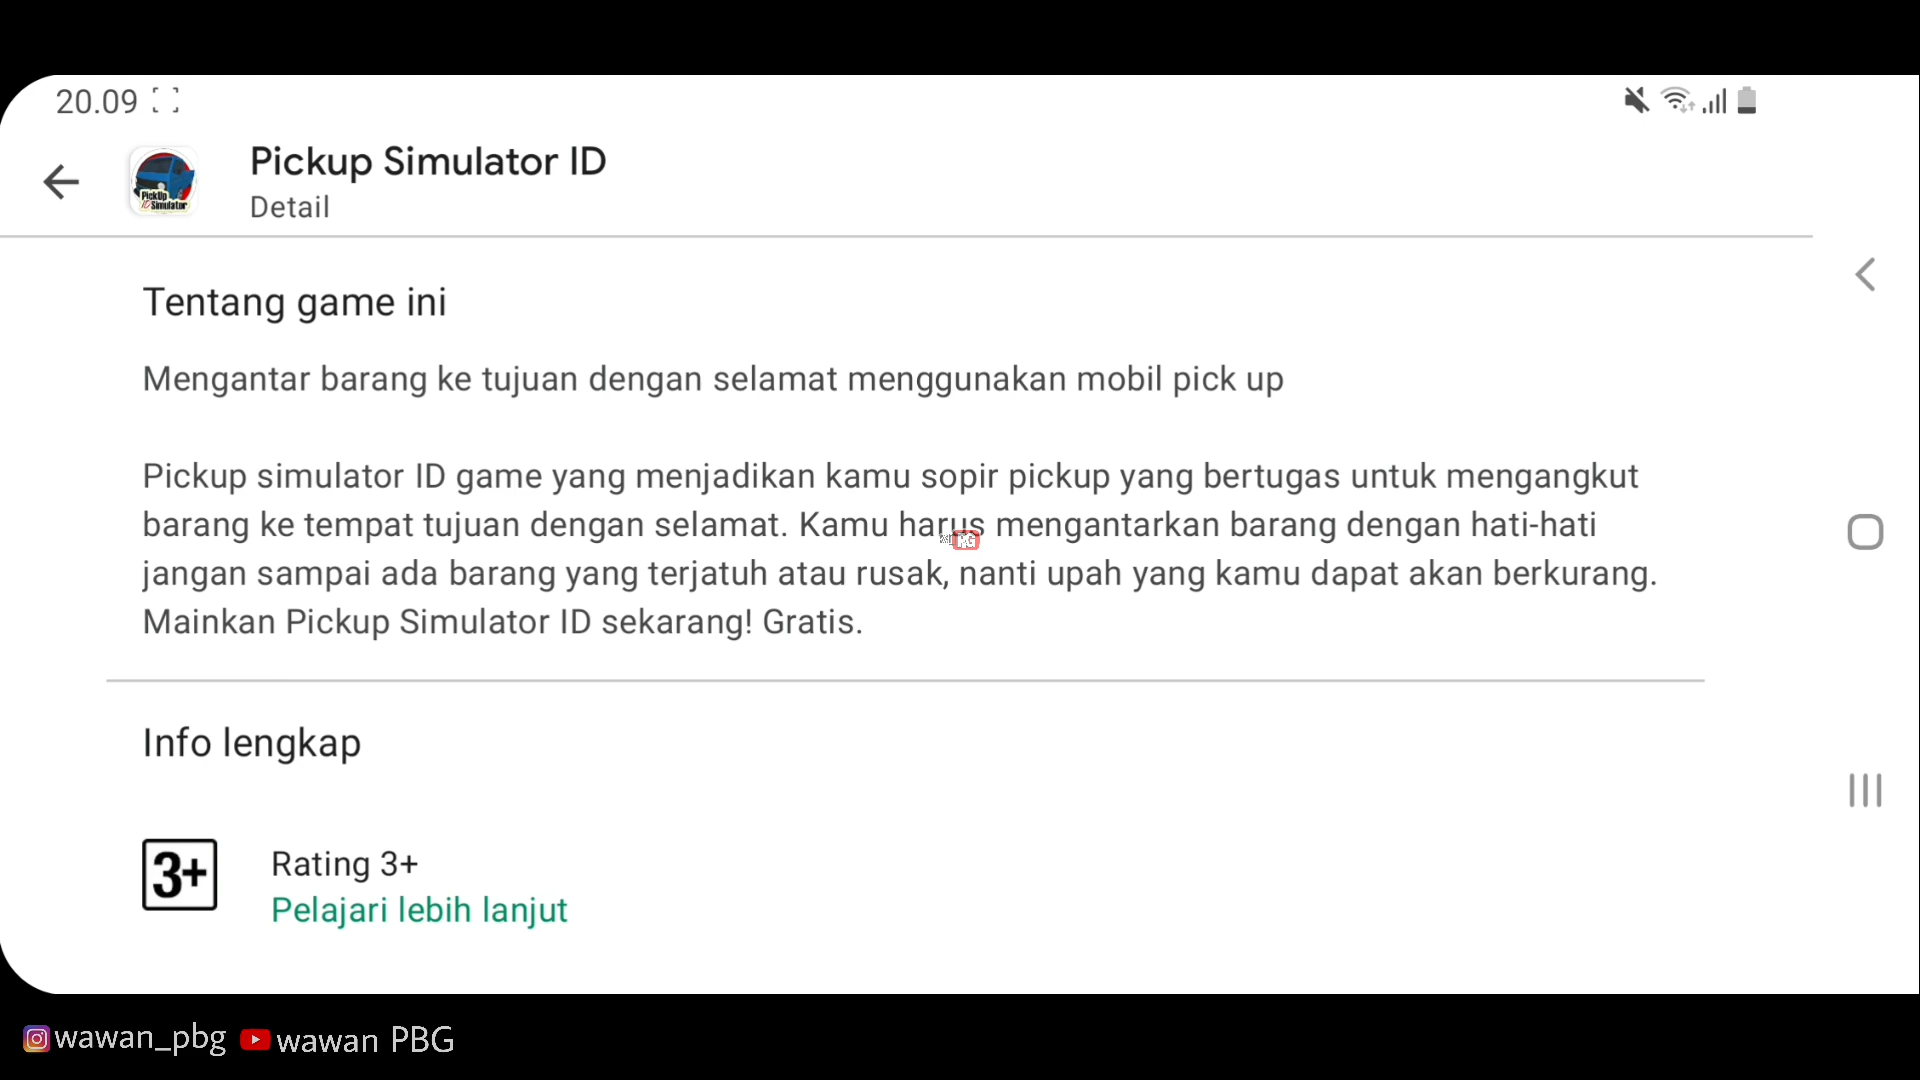 20.09
Pickup Simulator ID
PickUp
ID Simulator
Detail
Tentang game ini
Mengantar barang ke tujuan dengan selamat menggunakan mobil pick up
Pickup simulator ID game yang menjadikan kamu sopir pickup yang bertugas untuk mengangkut
barang ke tempat tujuan dengan selamat. Kamu harus mengantarkan barang dengan hati-hati
jangan sampai ada barang yang terjatuh atau rusak, nanti upah yang kamu dapat akan berkurang.
Mainkan Pickup Simulator ID sekarang! Gratis.
Info lengkap
3+
Rating 3+
Pelajari lebih lanjut
wawan_pbg wawan PBG